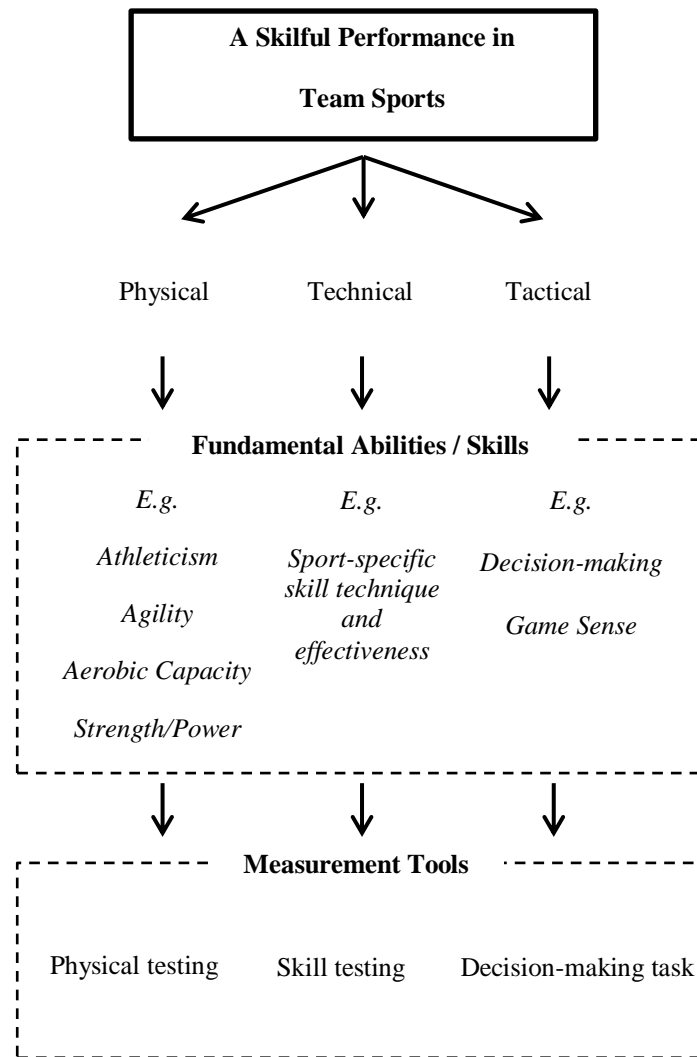 A Skilful Performance in
Team Sports
Physical
Technical
Tactical
Fundamental Abilities / Skills
E.g.
Athleticism
Agility
Aerobic Capacity
Strength/Power
E.g.
Sport-specific
skill technique
and
effectiveness
E.g.
Decision-making
Game Sense
Measurement Tools
Physical testing
Skill testing
Decision-making task